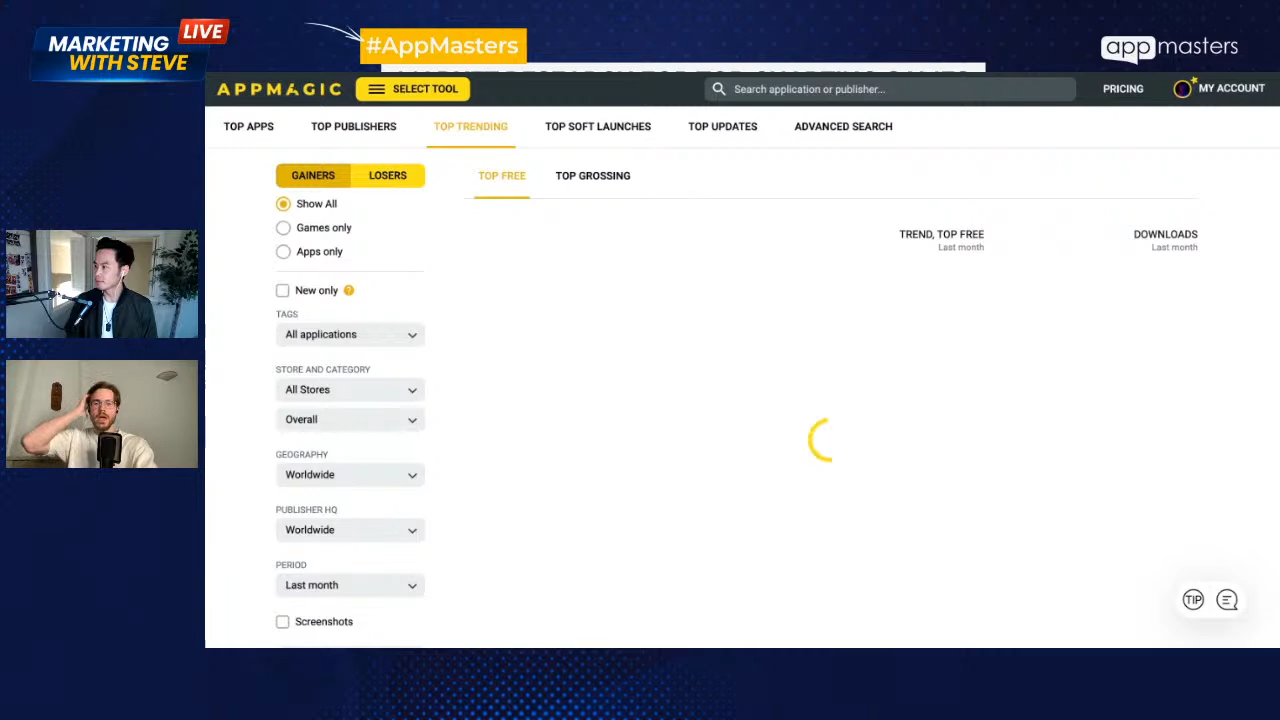 MARKETING LIVE
WITH STEVE
#AppMasters
appmasters
APPMAGIC
SELECT TOOL
Search application or publisher...
PRICING
MY ACCOUNT
TOP APPS
TOP PUBLISHERS
TOP TRENDING
TOP SOFT LAUNCHES
TOP UPDATES
ADVANCED SEARCH
GAINERS
LOSERS
TOP FREE
TOP GROSSING
Show All
Games only
Apps only
TREND, TOP FREE
Last month
DOWNLOADS
Last month
New only ?
TAGS
All applications
STORE AND CATEGORY
All Stores
Overall
GEOGRAPHY
Worldwide
PUBLISHER HQ
Worldwide
PERIOD
Last month
Screenshots
TIP